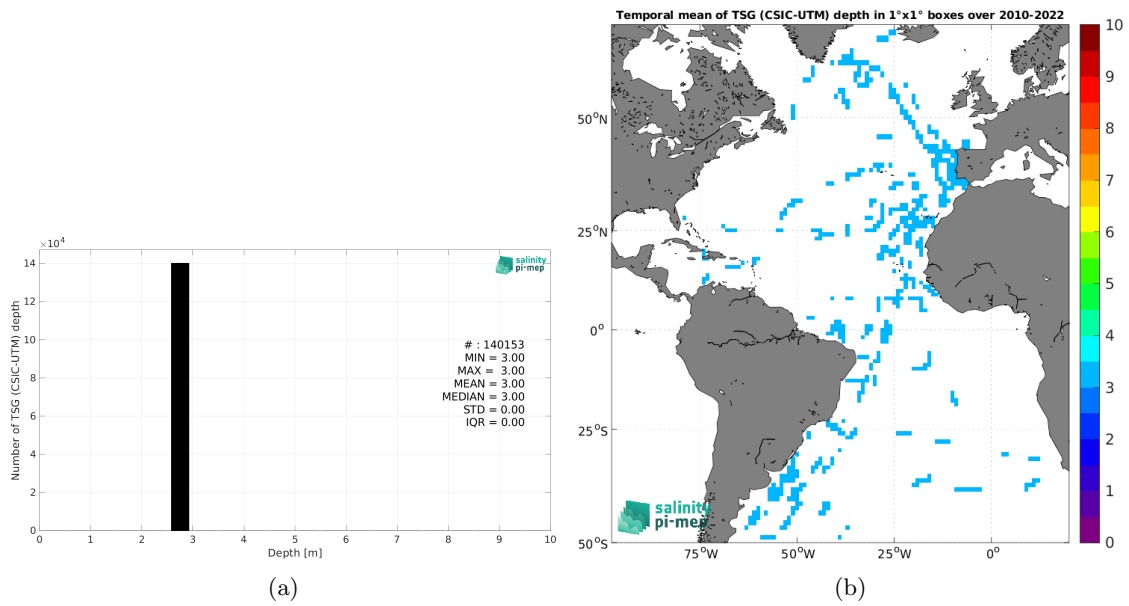 ×10⁴
14
12
10
8
6
4
2
0
Number of TSG (CSIC-UTM) depth
salinity
pi-mep
# : 140153
MIN = 3.00
MAX = 3.00
MEAN = 3.00
MEDIAN = 3.00
STD = 0.00
IQR = 0.00
0 1 2 3 4 5 6 7 8 9 10
Depth [m]
(a)
Temporal mean of TSG (CSIC-UTM) depth in 1°x1° boxes over 2010-2022
50°N
25°N
0°
25°S
50°S
75°W 50°W 25°W 0°
salinity
pi-mep
10
9
8
7
6
5
4
3
2
1
0
(b)